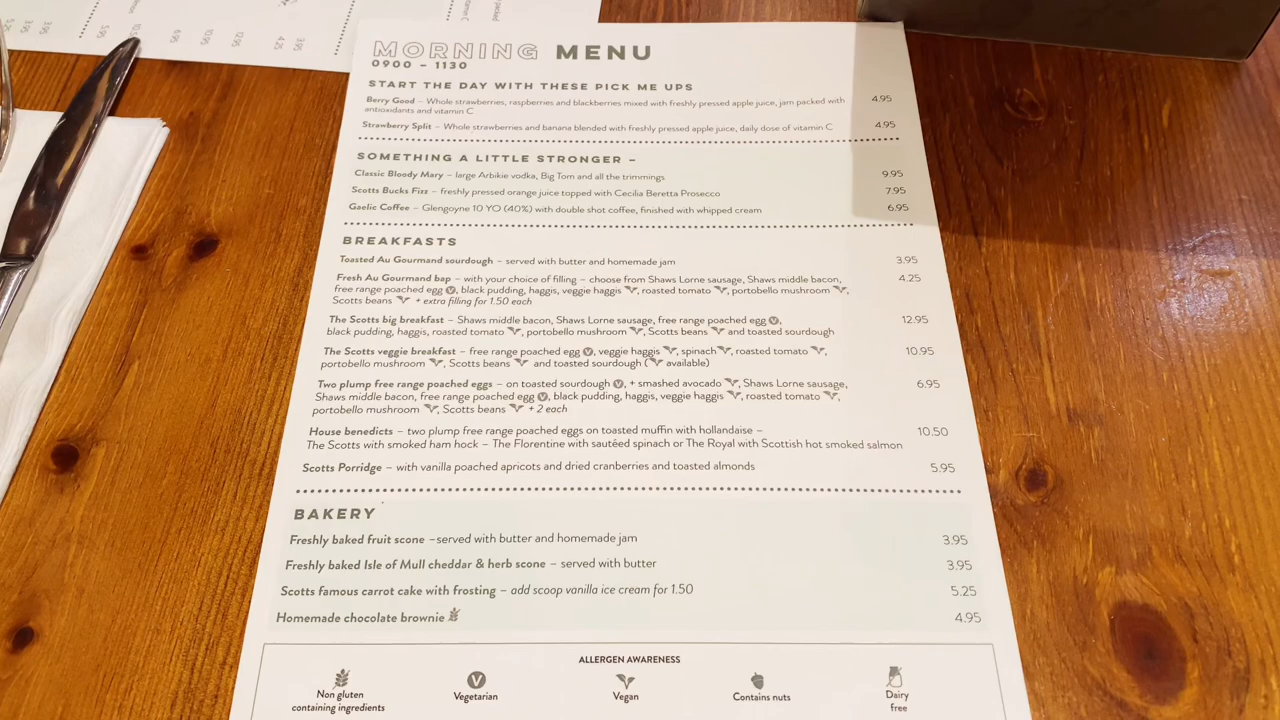 MORNING MENU
0900 – 1130
START THE DAY WITH THESE PICK ME UPS
Berry Good – Whole strawberries, raspberries and blackberries mixed with freshly pressed apple juice, jam packed with 4.95
antioxidants and vitamin C
Strawberry Split – Whole strawberries and banana blended with freshly pressed apple juice, daily dose of vitamin C 4.95
SOMETHING A LITTLE STRONGER –
Classic Bloody Mary – large Arbikie vodka, Big Tom and all the trimmings 9.95
Scotts Bucks Fizz – freshly pressed orange juice topped with Cecilia Beretta Prosecco 7.95
Gaelic Coffee – Glengoyne 10 YO (40%) with double shot coffee, finished with whipped cream 6.95
BREAKFASTS
Toasted Au Gourmand sourdough – served with butter and homemade jam 3.95
Fresh Au Gourmand bap – with your choice of filling – choose from Shaws Lorne sausage, Shaws middle bacon, 4.25
free range poached egg V, black pudding, haggis, veggie haggis, roasted tomato, portobello mushroom,
Scotts beans + extra filling for 1.50 each
The Scotts big breakfast – Shaws middle bacon, Shaws Lorne sausage, free range poached egg V, 12.95
black pudding, haggis, roasted tomato, portobello mushroom, Scotts beans and toasted sourdough
The Scotts veggie breakfast – free range poached egg V, veggie haggis, spinach, roasted tomato, 10.95
portobello mushroom, Scotts beans and toasted sourdough ( available)
Two plump free range poached eggs – on toasted sourdough V, + smashed avocado, Shaws Lorne sausage, 6.95
Shaws middle bacon, free range poached egg V, black pudding, haggis, veggie haggis, roasted tomato,
portobello mushroom, Scotts beans + 2 each
House benedicts – two plump free range poached eggs on toasted muffin with hollandaise – 10.50
The Scotts with smoked ham hock – The Florentine with sautéed spinach or The Royal with Scottish hot smoked salmon
Scotts Porridge – with vanilla poached apricots and dried cranberries and toasted almonds 5.95
BAKERY
Freshly baked fruit scone –served with butter and homemade jam 3.95
Freshly baked Isle of Mull cheddar & herb scone – served with butter 3.95
Scotts famous carrot cake with frosting – add scoop vanilla ice cream for 1.50 5.25
Homemade chocolate brownie 4.95
ALLERGEN AWARENESS
V
Non gluten Vegetarian Vegan Contains nuts Dairy
containing ingredients free